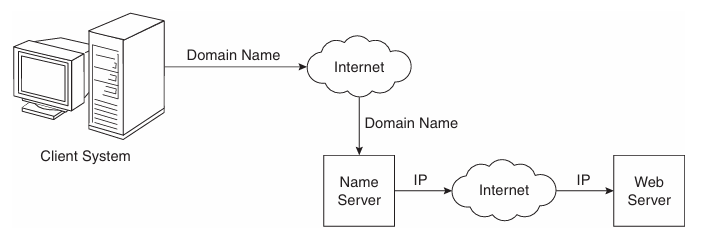 Domain Name
Internet
Domain Name
Client System
Name
Server
IP
Internet
IP
Web
Server